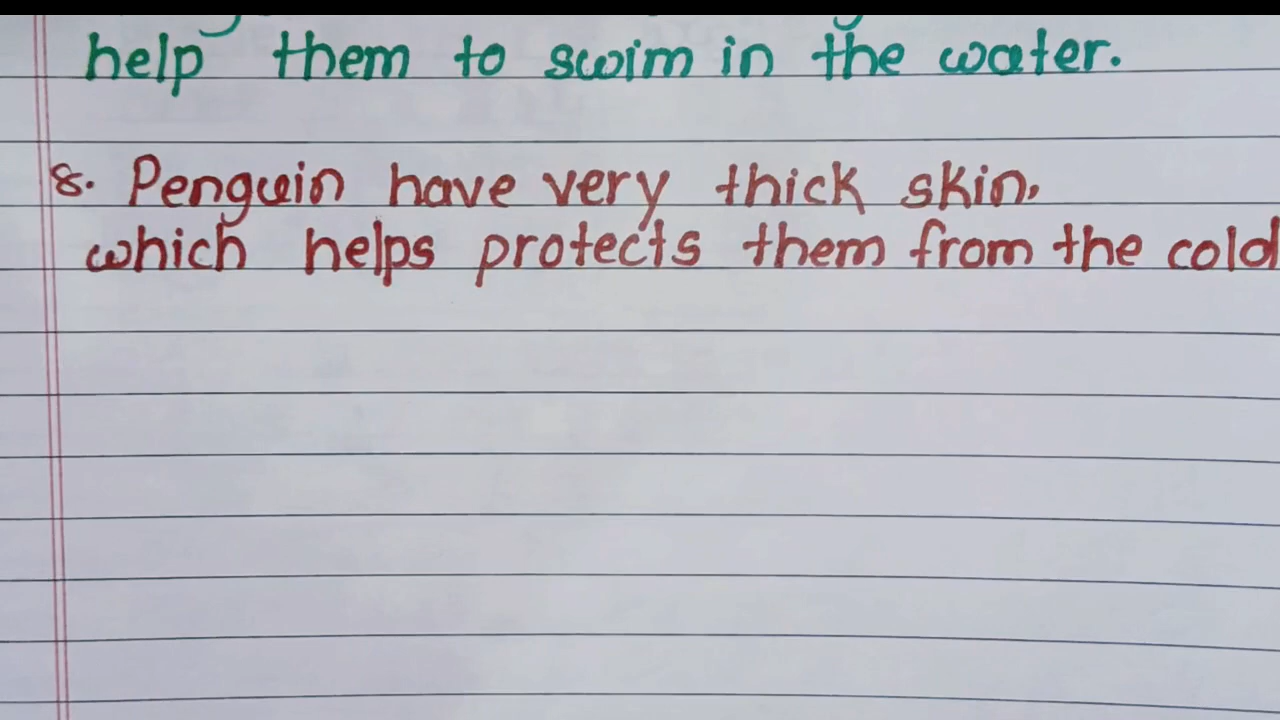 help them to swim in the water.
8. Penguin have very thick skin,
which helps protects them from the cold